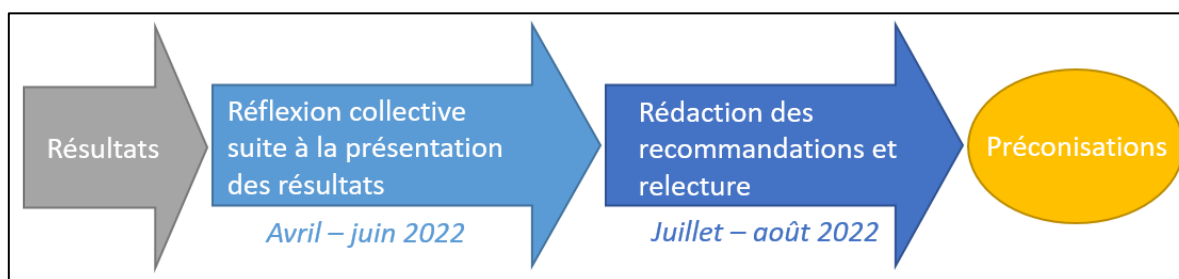 Résultats
Réflexion collective
suite à la présentation
des résultats
Avril – juin 2022
Rédaction des
recommandations et
relecture
Juillet – août 2022
Préconisations